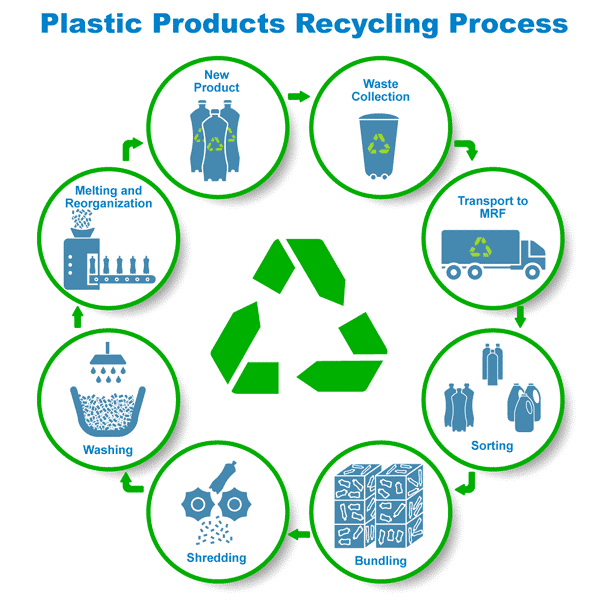 Plastic Products Recycling Process
New
Product
Waste
Collection
Transport to
MRF
Sorting
Bundling
Shredding
Washing
Melting and
Reorganization